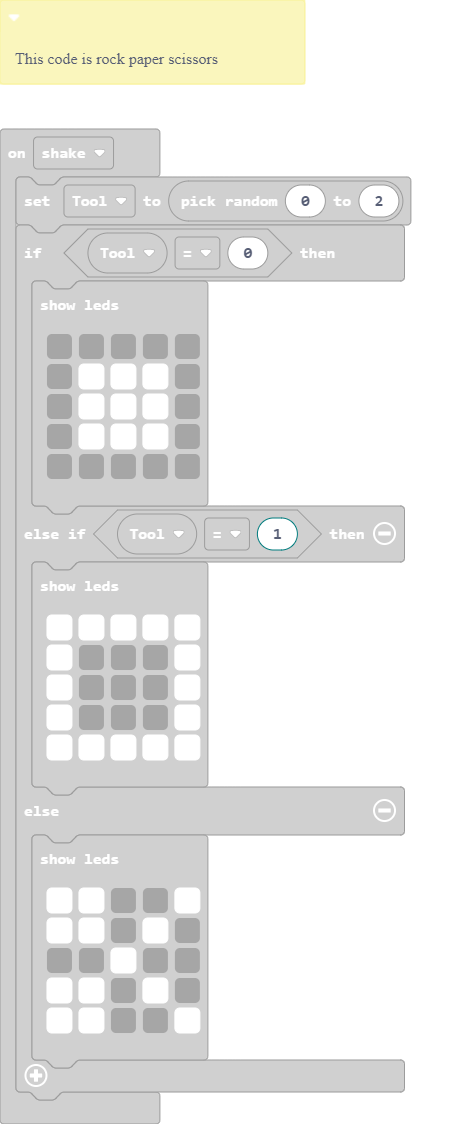 This code is rock paper scissors
on shake
set Tool to pick random 0 to 2
if Tool = 0 then
show leds
else if Tool = 1 then
show leds
else
show leds